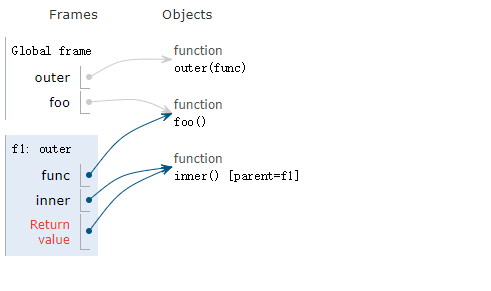 Frames Objects
Global frame
outer
foo
function
outer(func)
function
foo()
function
inner() [parent=f1]
f1: outer
func
inner
Return
value